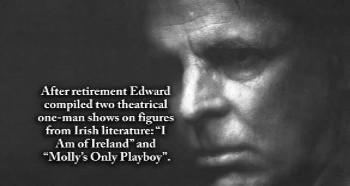 After retirement Edward
compiled two theatrical
one-man shows on figures
from Irish literature: “I
Am of Ireland” and
“Molly’s Only Playboy”.